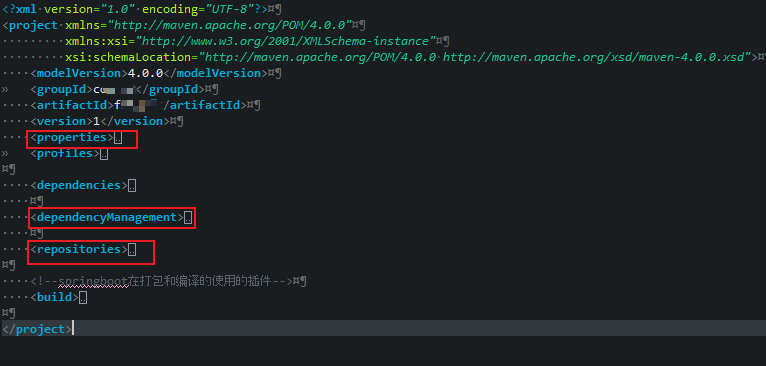 <?xml version="1.0" encoding="UTF-8"?>
<project xmlns="http://maven.apache.org/POM/4.0.0"
xmlns:xsi="http://www.w3.org/2001/XMLSchema-instance"
xsi:schemaLocation="http://maven.apache.org/POM/4.0.0 http://maven.apache.org/xsd/maven-4.0.0.xsd">
<modelVersion>4.0.0</modelVersion>
<groupId></groupId>
<artifactId>/artifactId>
<version>1</version>
<properties>
<profiles>
<dependencies>
<dependencyManagement>
<repositories>
<!--springboot在打包和编译的使用的插件-->
<build>
</project>